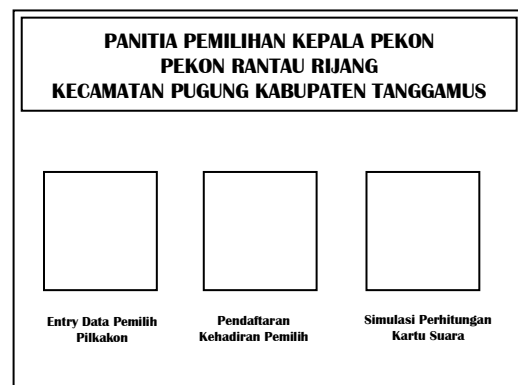 PANITIA PEMILIHAN KEPALA PEKON
PEKON RANTAU RIJANG
KECAMATAN PUGUNG KABUPATEN TANGGAMUS
Entry Data Pemilih
Pilkakon
Pendaftaran
Kehadiran Pemilih
Simulasi Perhitungan
Kartu Suara